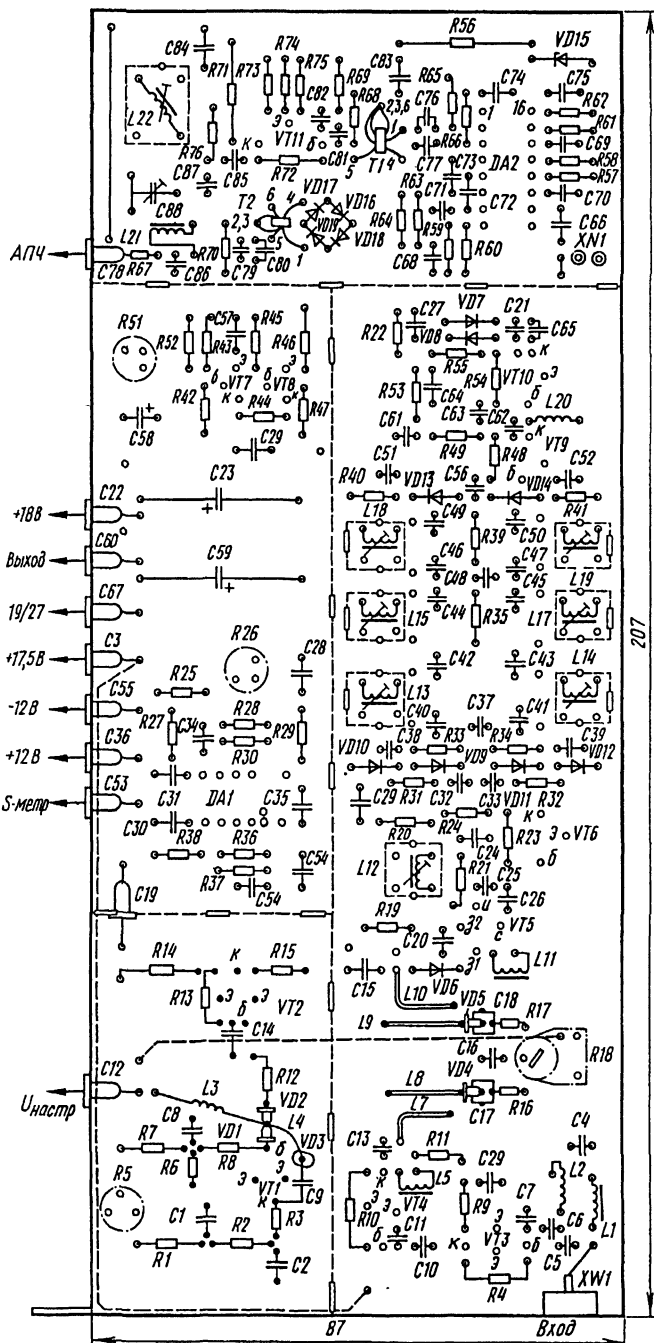 R56
VD15
C84
R71
R73
R74
R75
C82
R69
R68
C83
2,3,6
R65
C76
C74
C75
R62
R61
L22
R76
к
э
VT11
б
C81
5
1
T14
R66
1
16
C69
R58
C77
C73
DA2
R57
C87
C85
R72
C70
C88
T2
6
4
VD17
VD16
R63
C71
C72
C66
2,3
VD19
VD18
R64
R59
XN1
АПЧ
L21
R70
5
1
R60
C78
R67
C86
C79
C80
C68
R51
R52
R43
C57
R45
R46
R22
C27
VD7
VD8
C21
C65
R55
к
э
б
VT7
к
э
б
VT8
к
R53
C64
R54
VT10
э
б
L20
R42
R44
R47
C63
C62
C58
C29
C61
R49
R48
к
VT9
C51
б
C52
C22
C23
R40
VD13
C56
VD14
+18В
L18
C49
R39
C50
R41
C60
Выход
C59
C46
C48
C47
C45
L19
C67
19/27
L15
C44
R35
L17
C3
+17,5В
R26
C28
C42
C43
L14
R25
C55
-12В
R27
C34
R28
R29
L13
C40
C37
C41
R30
C38
R33
R34
C39
C36
+12В
VD10
VD9
VD12
C53
S-метр
C31
DA1
C35
C29
R31
C32
C33
VD11
R32
C30
R38
R36
R20
R24
к
R23
э
VT6
L12
C24
б
R37
C54
C54
R21
C25
C19
и
C26
R19
C20
з2
VT5
з1
с
R14
к
R15
C15
VD6
L11
R13
э
э
б
VT2
L10
VD5
C18
R17
C14
L9
C16
R18
C12
Uнастр
L3
R12
L8
VD4
C17
R16
VD2
L4
L7
C8
VD1
VD3
C13
R11
C4
R7
R6
R8
б
к
L5
C29
L2
R5
э
э
VT1
к
C9
R10
э
э
б
VT4
R9
C7
L1
C1
R3
C11
э
C6
R1
R2
C10
к
VT3
б
C5
C2
э
R4
XW1
207
87
Вход